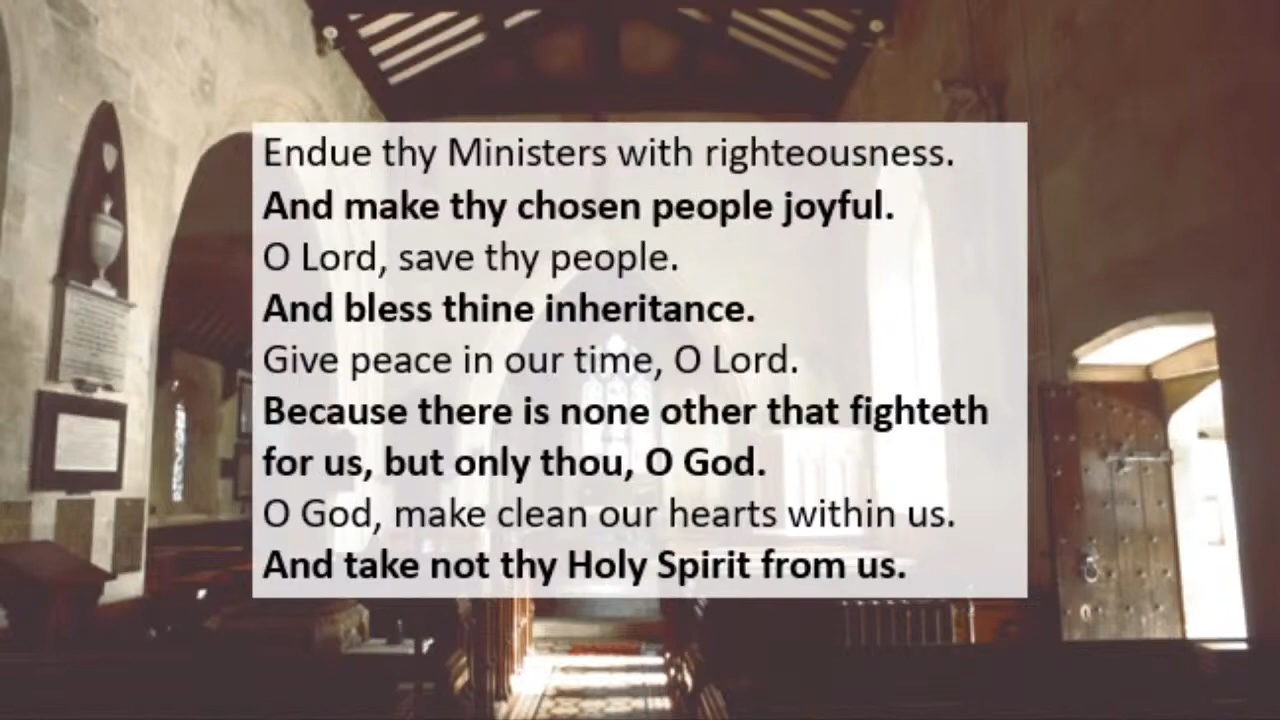 Endue thy Ministers with righteousness.
And make thy chosen people joyful.
O Lord, save thy people.
And bless thine inheritance.
Give peace in our time, O Lord.
Because there is none other that fighteth
for us, but only thou, O God.
O God, make clean our hearts within us.
And take not thy Holy Spirit from us.